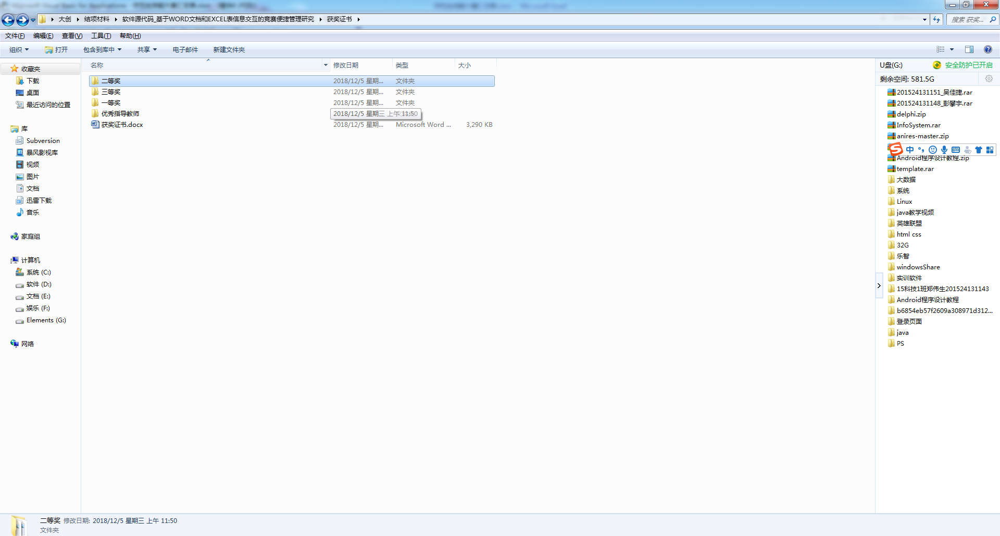 大创 结项材料 软件源代码_基于WORD文档和EXCEL表信息交互的竞赛便捷管理研究 获奖证书
搜索 获奖...
文件(F) 编辑(E) 查看(V) 工具(T) 帮助(H)
组织 打开 包含到库中 共享 电子邮件 新建文件夹
收藏夹
下载
桌面
最近访问的位置
库
Subversion
暴风影视库
视频
图片
文档
迅雷下载
音乐
家庭组
计算机
系统 (C:)
软件 (D:)
文档 (E:)
娱乐 (F:)
Elements (G:)
网络
名称 修改日期 类型 大小
二等奖 2018/12/5 星期... 文件夹
三等奖 2018/12/5 星期... 文件夹
一等奖 2018/12/5 星期... 文件夹
优秀指导教师 2018/12/5 星期三 上午 11:50
获奖证书.docx 2018/12/5 星期... Microsoft Word ... 3,290 KB
U盘(G:) 安全防护已开启
剩余空间: 581.5G
201524131151_吴佳捷.rar
201524131148_彭攀宇.rar
delphi.zip
InfoSystem.rar
anires-master.zip
中
Android程序设计教程.zip
template.rar
大数据
系统
Linux
java教学视频
英雄联盟
html css
32G
乐智
windowsShare
实训软件
15科技1班郑伟生201524131143
Android程序设计教程
b6854eb57f2609a308971d312...
登录页面
java
PS
二等奖 修改日期: 2018/12/5 星期三 上午 11:50
文件夹